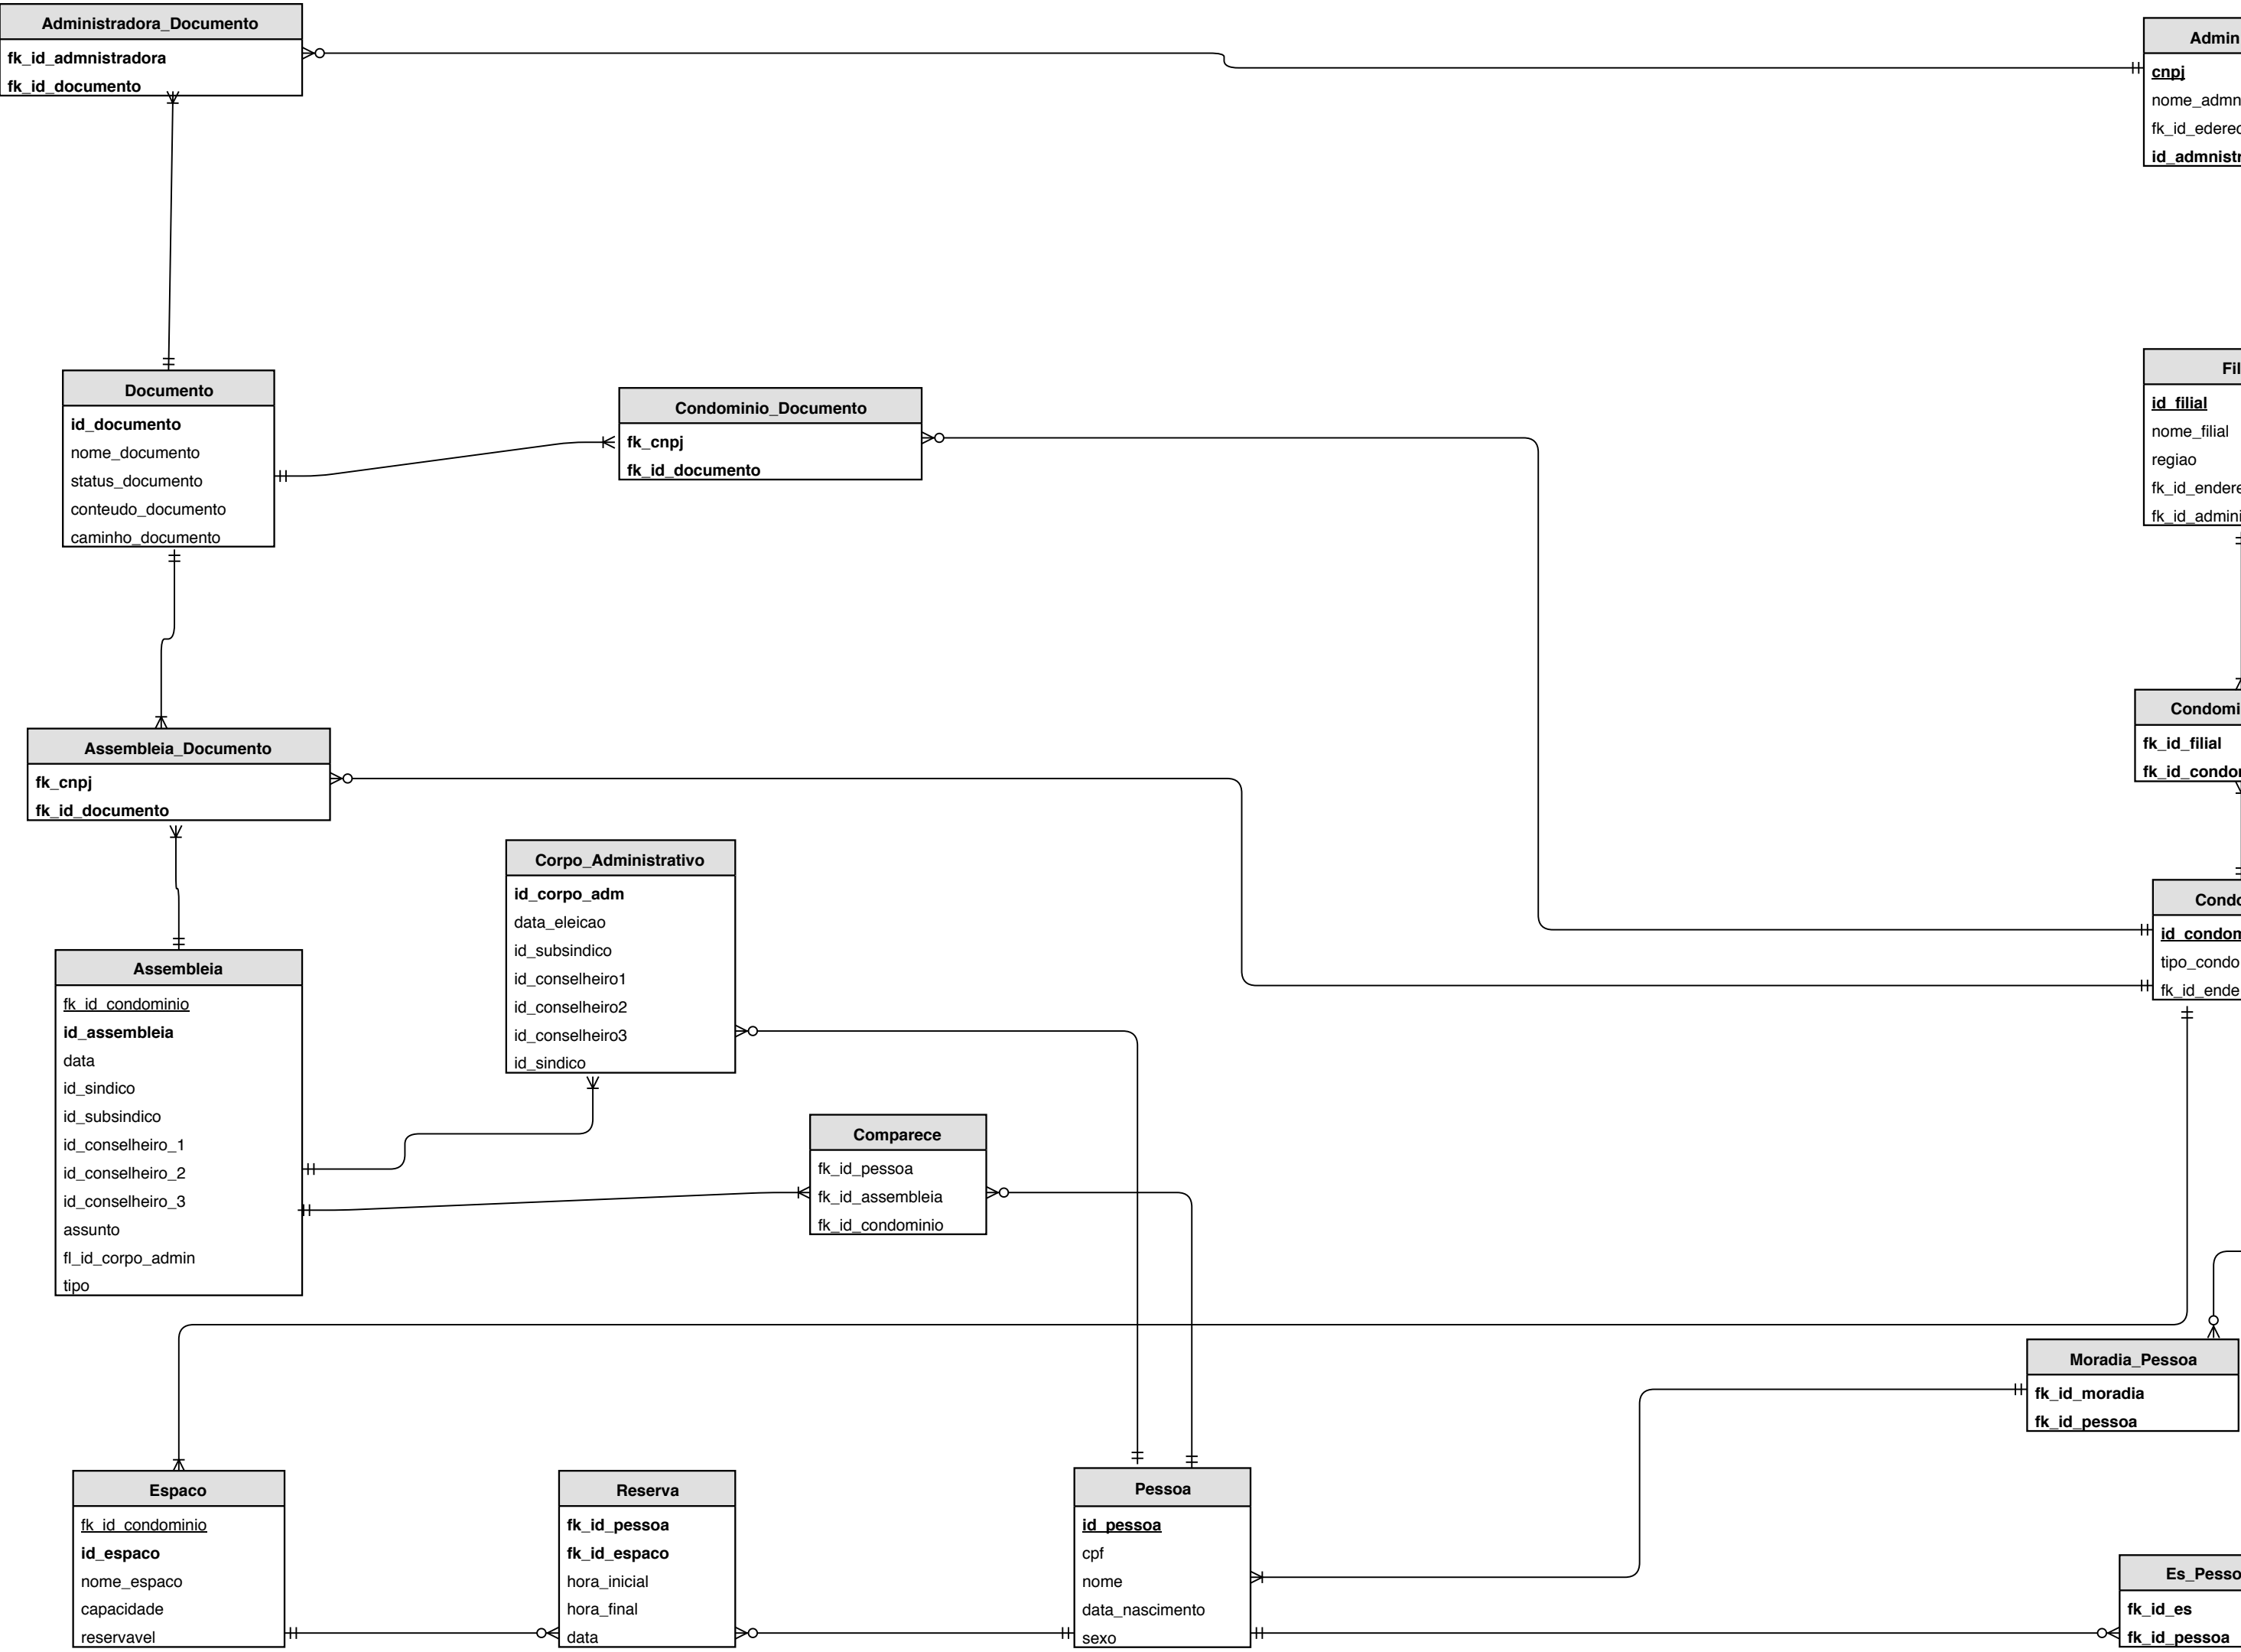 Administradora_Documento
fk_id_admnistradora
fk_id_documento
Admin
cnpj
nome_admn
fk_id_ederec
id_admnistr
Documento
id_documento
nome_documento
status_documento
conteudo_documento
caminho_documento
Condominio_Documento
fk_cnpj
fk_id_documento
Fil
id_filial
nome_filial
regiao
fk_id_endere
fk_id_admini
Assembleia_Documento
fk_cnpj
fk_id_documento
Condomi
fk_id_filial
fk_id_condor
Corpo_Administrativo
id_corpo_adm
data_eleicao
id_subsindico
id_conselheiro1
id_conselheiro2
id_conselheiro3
id_sindico
Condo
id_condom
tipo_condo
fk_id_ende
Assembleia
fk_id_condominio
id_assembleia
data
id_sindico
id_subsindico
id_conselheiro_1
id_conselheiro_2
id_conselheiro_3
assunto
fl_id_corpo_admin
tipo
Comparece
fk_id_pessoa
fk_id_assembleia
fk_id_condominio
Moradia_Pessoa
fk_id_moradia
fk_id_pessoa
Espaco
fk_id_condominio
id_espaco
nome_espaco
capacidade
reservavel
Reserva
fk_id_pessoa
fk_id_espaco
hora_inicial
hora_final
data
Pessoa
id_pessoa
cpf
nome
data_nascimento
sexo
Es_Pesso
fk_id_es
fk_id_pessoa